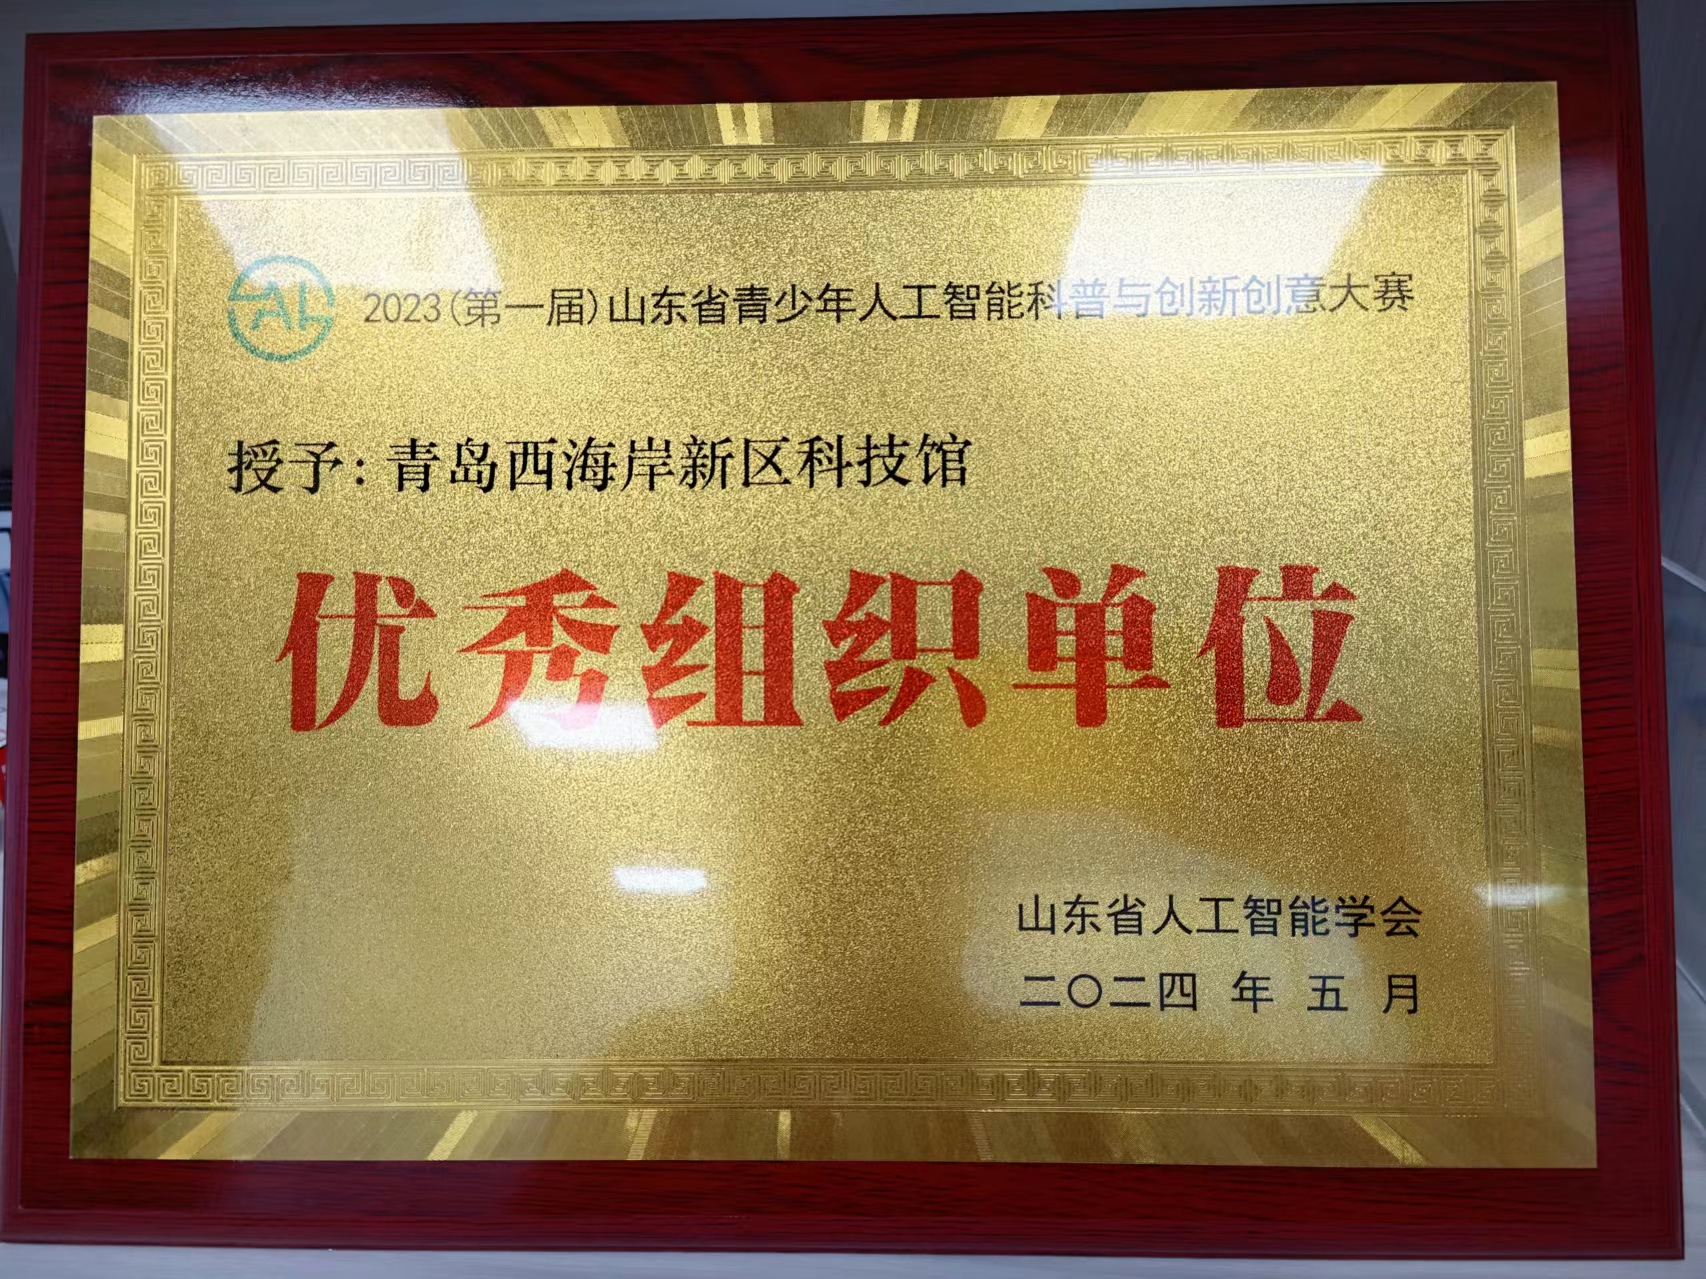 AI
2023(第一届)山东省青少年人工智能科普与创新创意大赛
授予:青岛西海岸新区科技馆
优秀组织单位
山东省人工智能学会
二〇二四 年 五 月